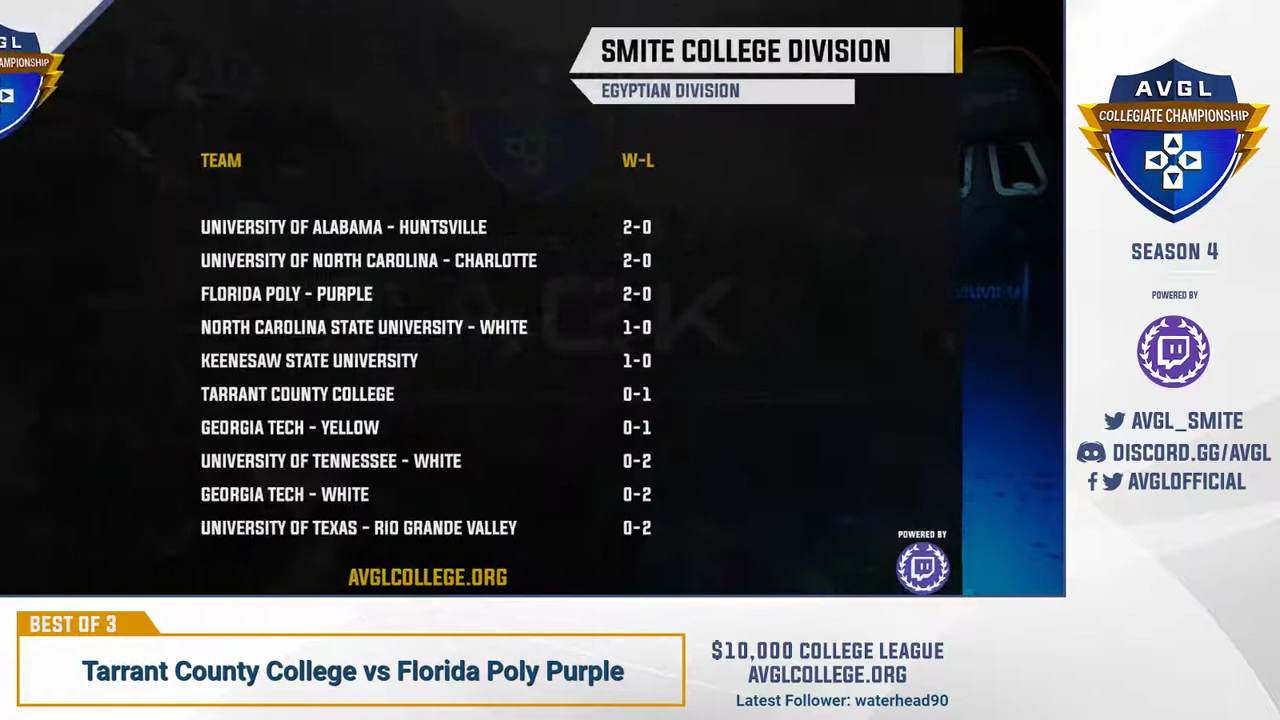 GL
AMPIONSHIP
SMITE COLLEGE DIVISION
EGYPTIAN DIVISION
TEAM W-L
UNIVERSITY OF ALABAMA - HUNTSVILLE 2-0
UNIVERSITY OF NORTH CAROLINA - CHARLOTTE 2-0
FLORIDA POLY - PURPLE 2-0
NORTH CAROLINA STATE UNIVERSITY - WHITE 1-0
KEENESAW STATE UNIVERSITY 1-0
TARRANT COUNTY COLLEGE 0-1
GEORGIA TECH - YELLOW 0-1
UNIVERSITY OF TENNESSEE - WHITE 0-2
GEORGIA TECH - WHITE 0-2
UNIVERSITY OF TEXAS - RIO GRANDE VALLEY 0-2
AVGLCOLLEGE.ORG
POWERED BY
AVGL
COLLEGIATE CHAMPIONSHIP
SEASON 4
POWERED BY
AVGL_SMITE
DISCORD.GG/AVGL
AVGLOFFICIAL
BEST OF 3
Tarrant County College vs Florida Poly Purple
$10,000 COLLEGE LEAGUE
AVGLCOLLEGE.ORG
Latest Follower: waterhead90